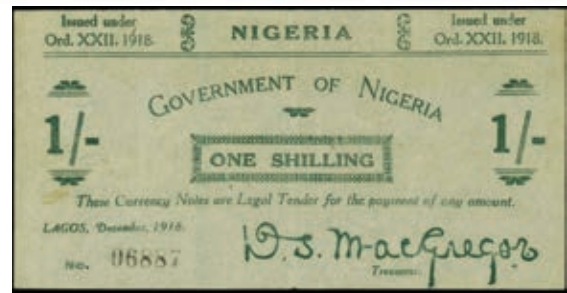 Issued under
Ord. XXII. 1918.
NIGERIA
Issued under
Ord. XXII. 1918.
GOVERNMENT OF NIGERIA
1/-
1/-
ONE SHILLING
These Currency Notes are Legal Tender for the payment of any amount.
LAGOS, December, 1918.
No. 06887
D. S. MacGregor
Treasurer.